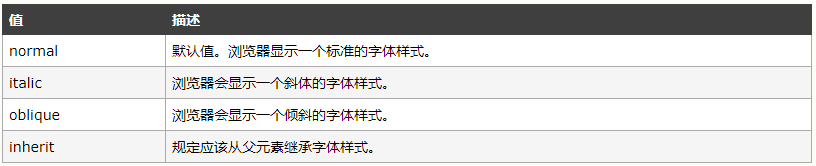 值 描述
normal 默认值。浏览器显示一个标准的字体样式。
italic 浏览器会显示一个斜体的字体样式。
oblique 浏览器会显示一个倾斜的字体样式。
inherit 规定应该从父元素继承字体样式。